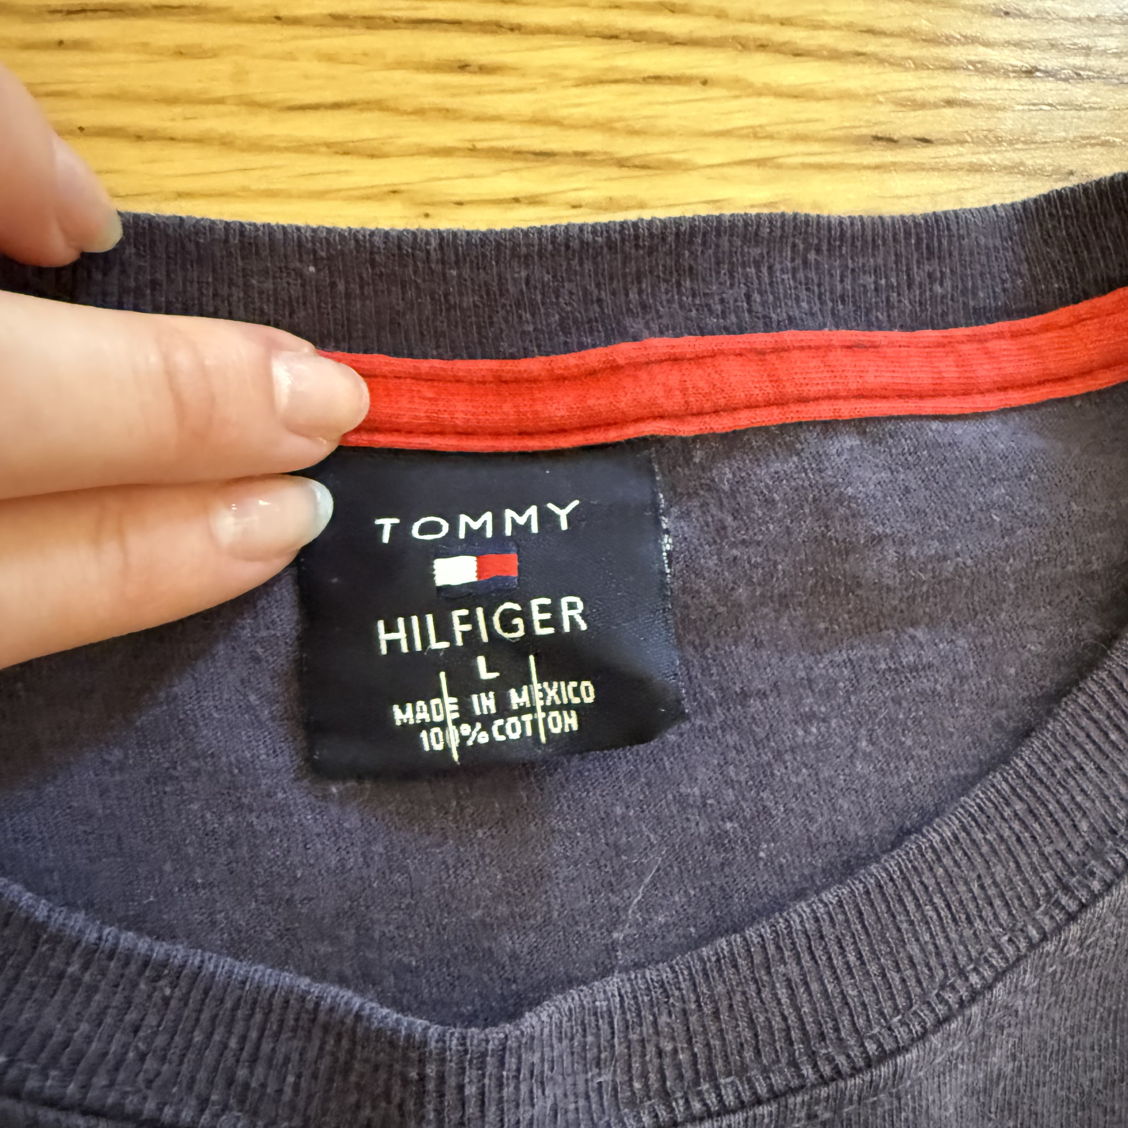 TOMMY
HILFIGER
L
MADE IN MEXICO
100% COTTON